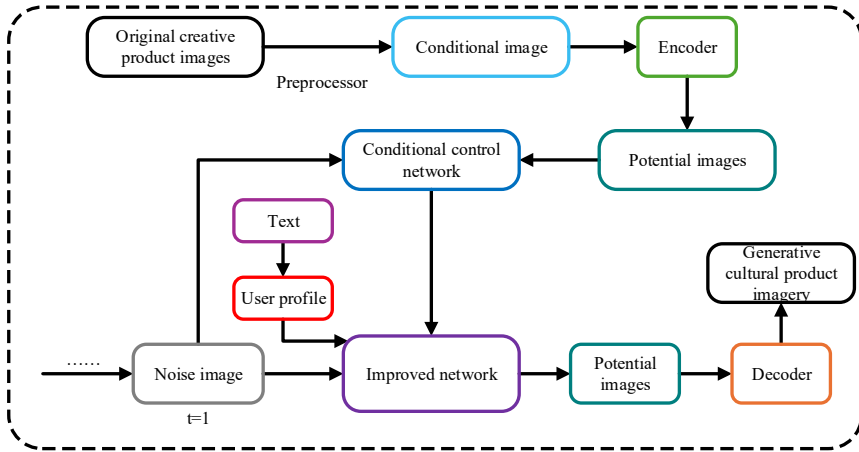 Original creative
product images
Conditional image
Encoder
Preprocessor
Conditional control
network
Potential images
Text
User profile
Generative
cultural product
imagery
……
Noise image
Improved network
Potential
images
Decoder
t=1